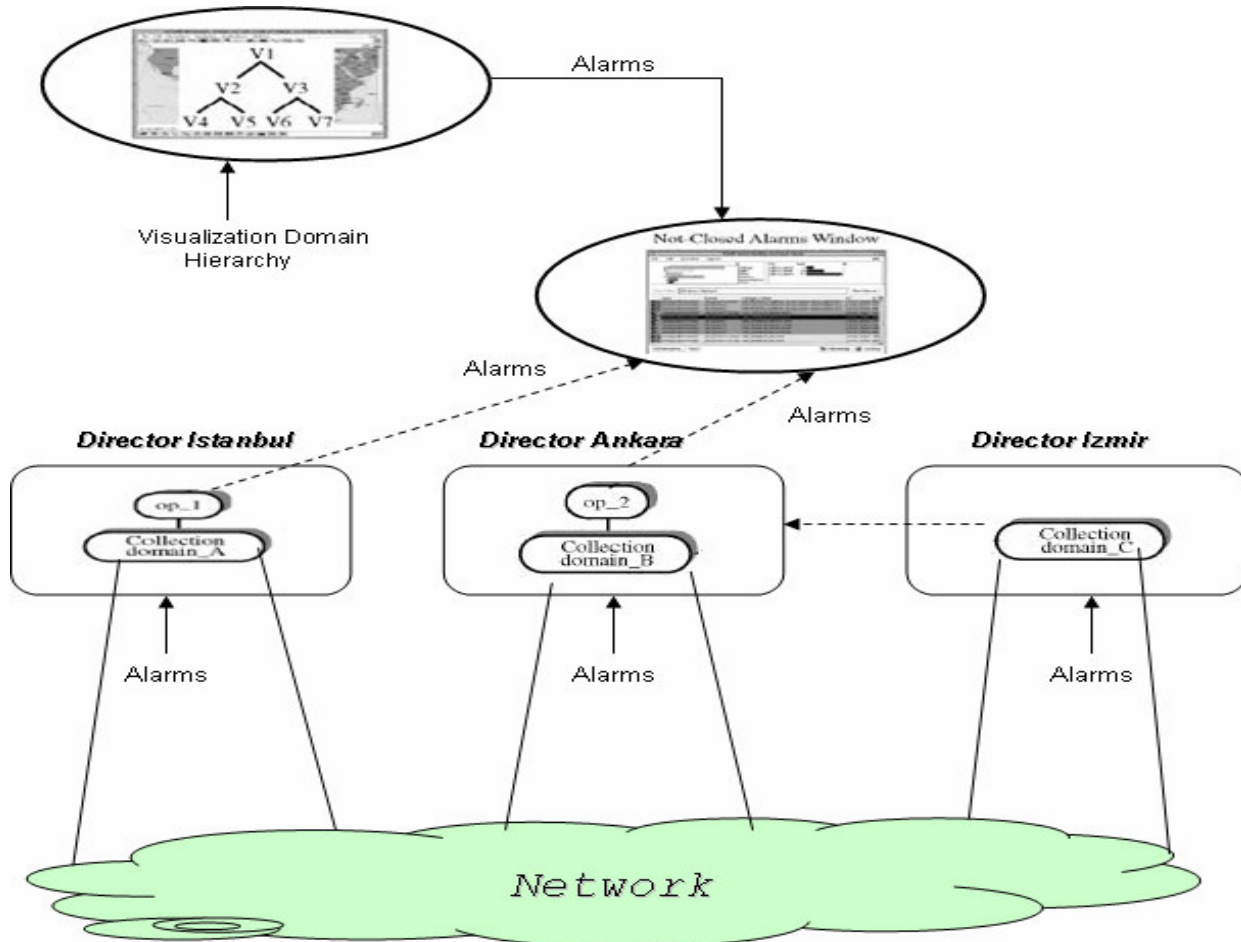 V1
V2 V3
V4 V5 V6 V7
Alarms
Visualization Domain
Hierarchy
Not-Closed Alarms Window
Alarms
Alarms
Director Istanbul
Director Ankara
Director Izmir
op_1
Collection
domain_A
op_2
Collection
domain_B
Collection
domain_C
Alarms
Alarms
Alarms
Network